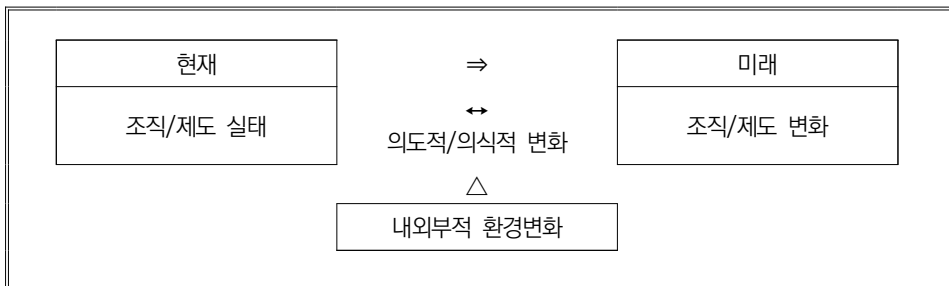 현재 ⇒ 미래
조직/제도 실태 ↔ 조직/제도 변화
의도적/의식적 변화
△
내외부적 환경변화